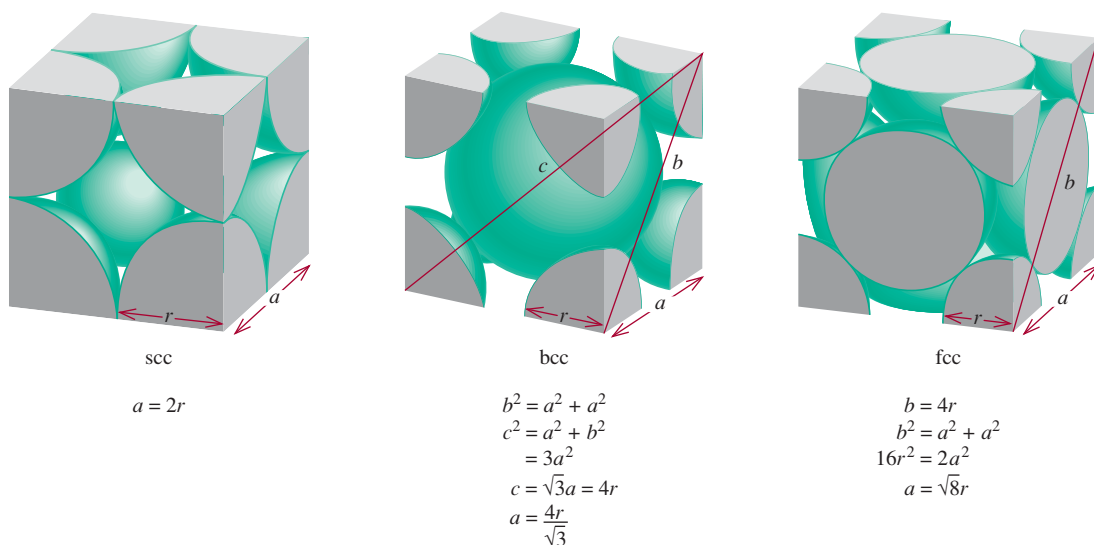 r
a
scc
a = 2r
c
b
r
a
bcc
b² = a² + a²
c² = a² + b²
= 3a²
c = √3a = 4r
a = 4r/√3
b
r
a
fcc
b = 4r
b² = a² + a²
16r² = 2a²
a = √8r